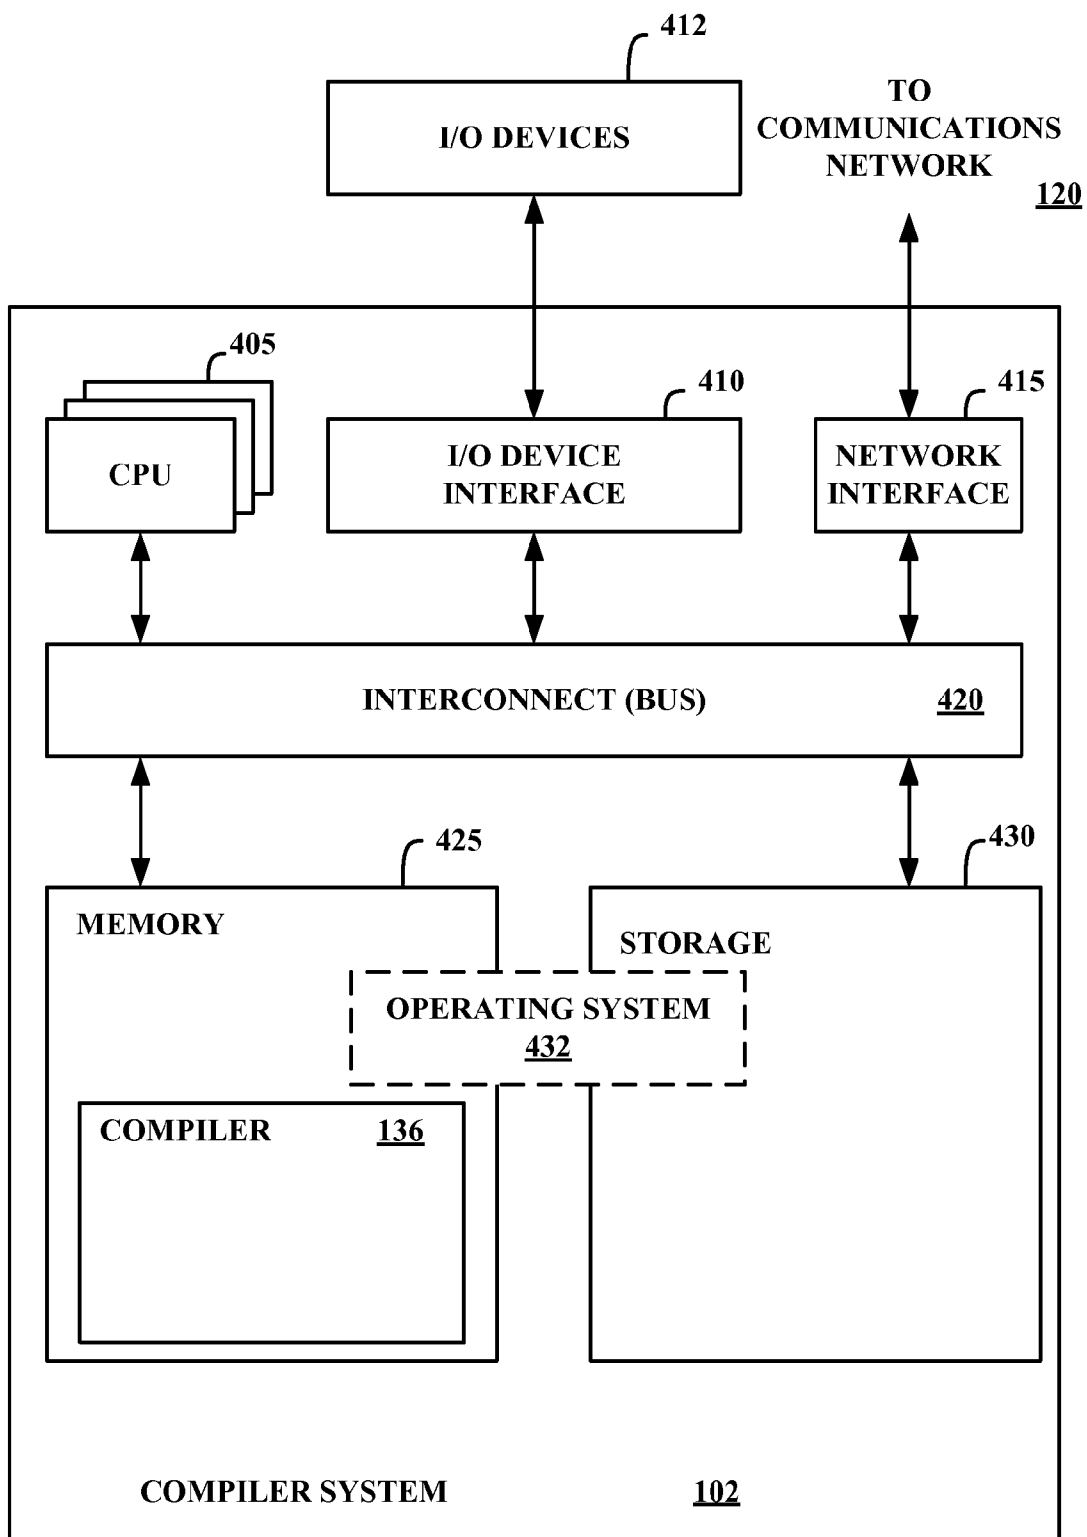 412
I/O DEVICES
TO
COMMUNICATIONS
NETWORK
120
405
CPU
410
I/O DEVICE
INTERFACE
415
NETWORK
INTERFACE
INTERCONNECT (BUS)
420
425
MEMORY
430
STORAGE
OPERATING SYSTEM
432
COMPILER
136
COMPILER SYSTEM
102